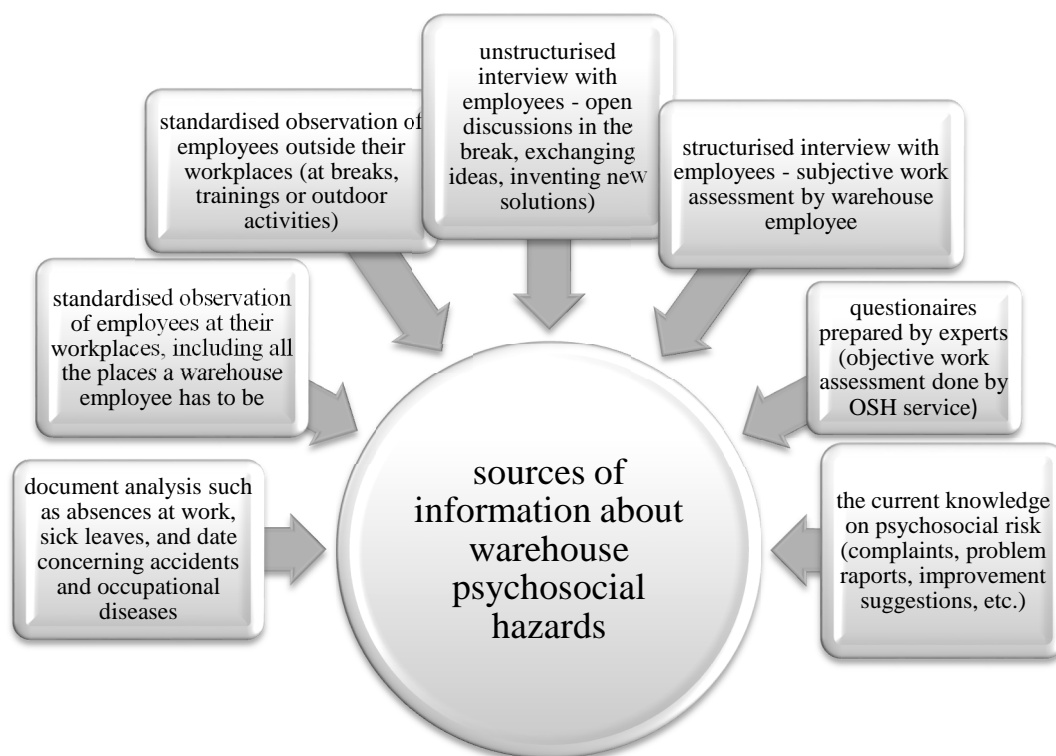 document analysis such
as absences at work,
sick leaves, and date
concerning accidents
and occupational
diseases
standardised observation
of employees at their
workplaces, including all
the places a warehouse
employee has to be
standardised observation of
employees outside their
workplaces (at breaks,
trainings or outdoor
activities)
unstructurised
interview with
employees - open
discussions in the
break, exchanging
ideas, inventing new
solutions)
structurised interview with
employees - subjective work
assessment by warehouse
employee
questionaires
prepared by experts
(objective work
assessment done by
OSH service)
the current knowledge
on psychosocial risk
(complaints, problem
raports, improvement
suggestions, etc.)
sources of
information about
warehouse
psychosocial
hazards